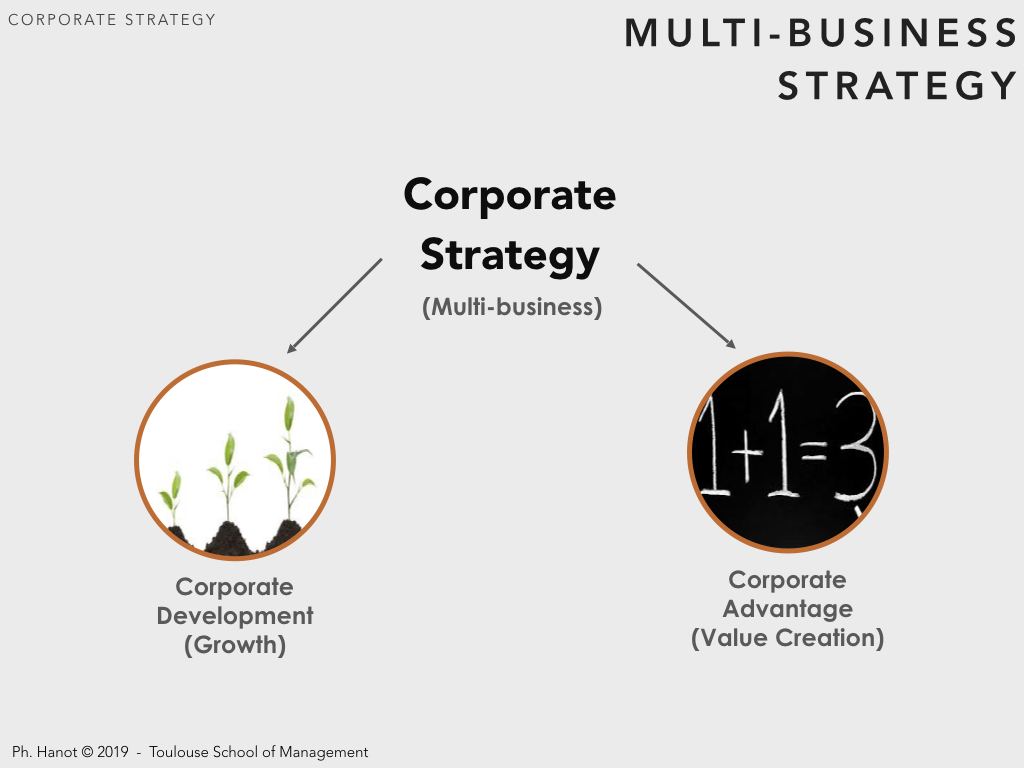 CORPORATE STRATEGY
MULTI-BUSINESS
STRATEGY
Corporate
Strategy
(Multi-business)
1+1=3
Corporate
Development
(Growth)
Corporate
Advantage
(Value Creation)
Ph. Hanot © 2019 - Toulouse School of Management